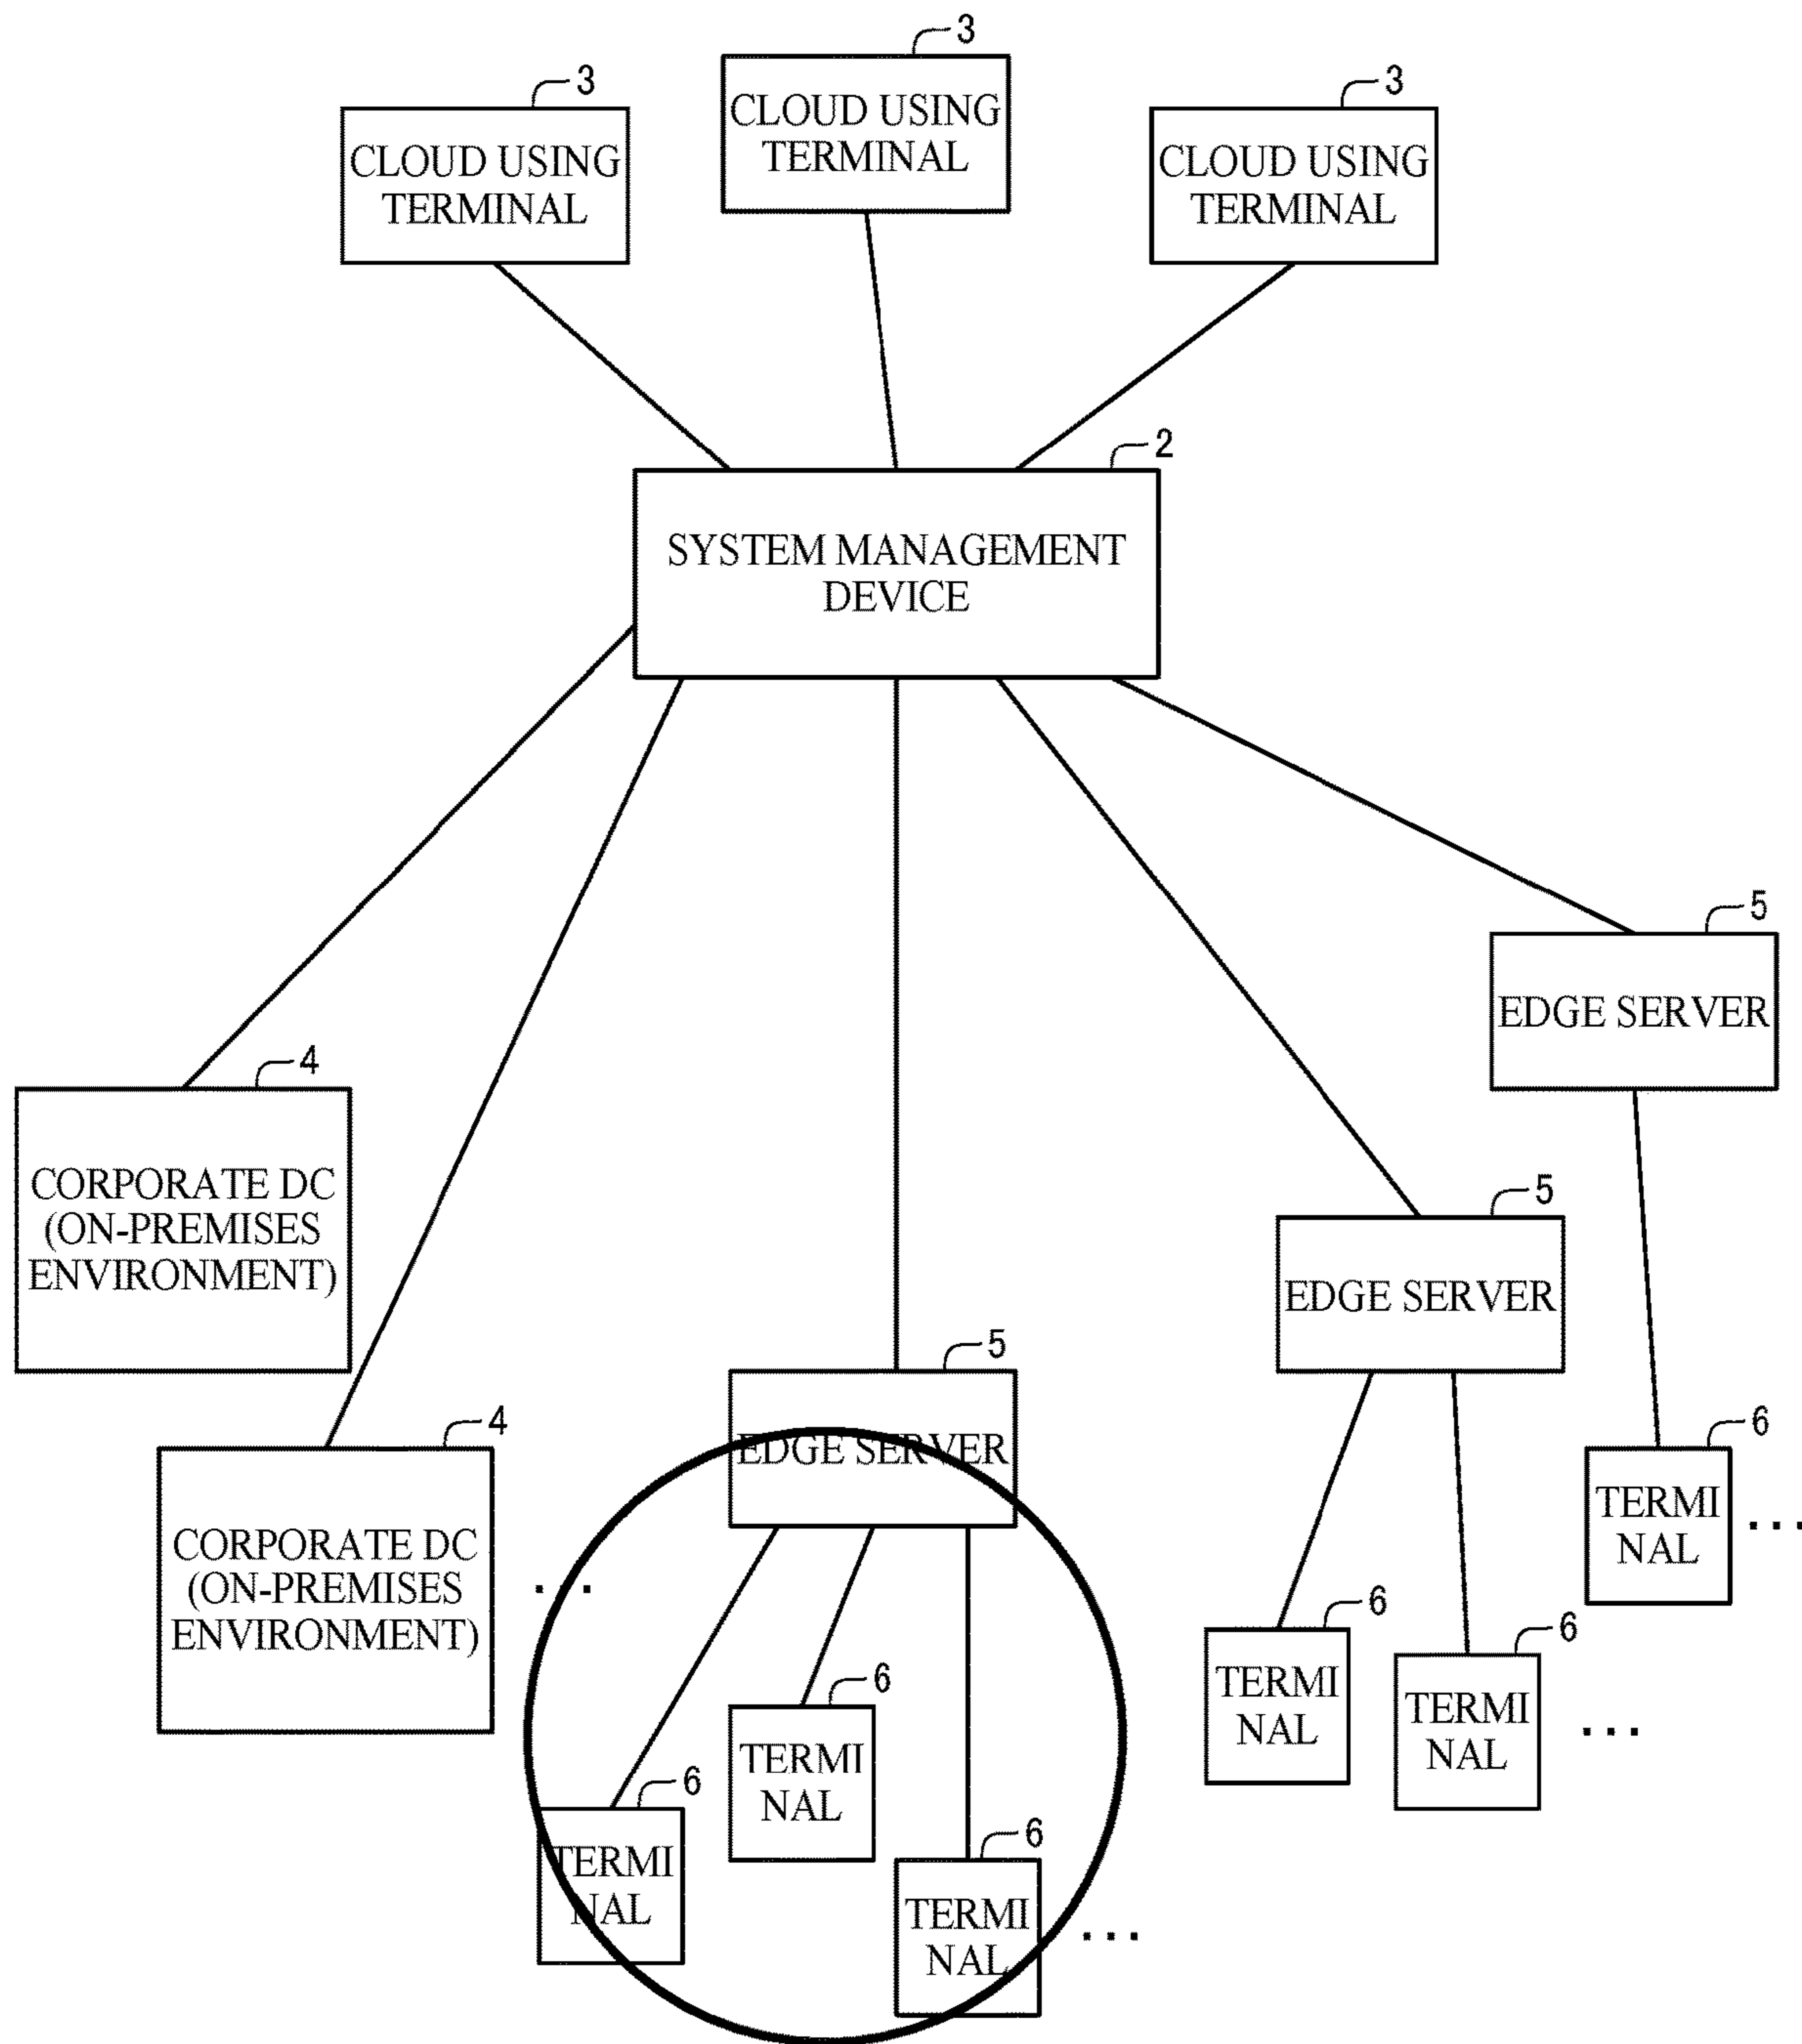 3
CLOUD USING
TERMINAL
3
CLOUD USING
TERMINAL
3
CLOUD USING
TERMINAL
2
SYSTEM MANAGEMENT
DEVICE
5
EDGE SERVER
4
CORPORATE DC
(ON-PREMISES
ENVIRONMENT)
5
EDGE SERVER
5
EDGE SERVER
4
CORPORATE DC
(ON-PREMISES
ENVIRONMENT)
...
6
TERMI
NAL
...
6
TERMI
NAL
6
TERMI
NAL
...
6
TERMI
NAL
6
TERMI
NAL
6
TERMI
NAL
...